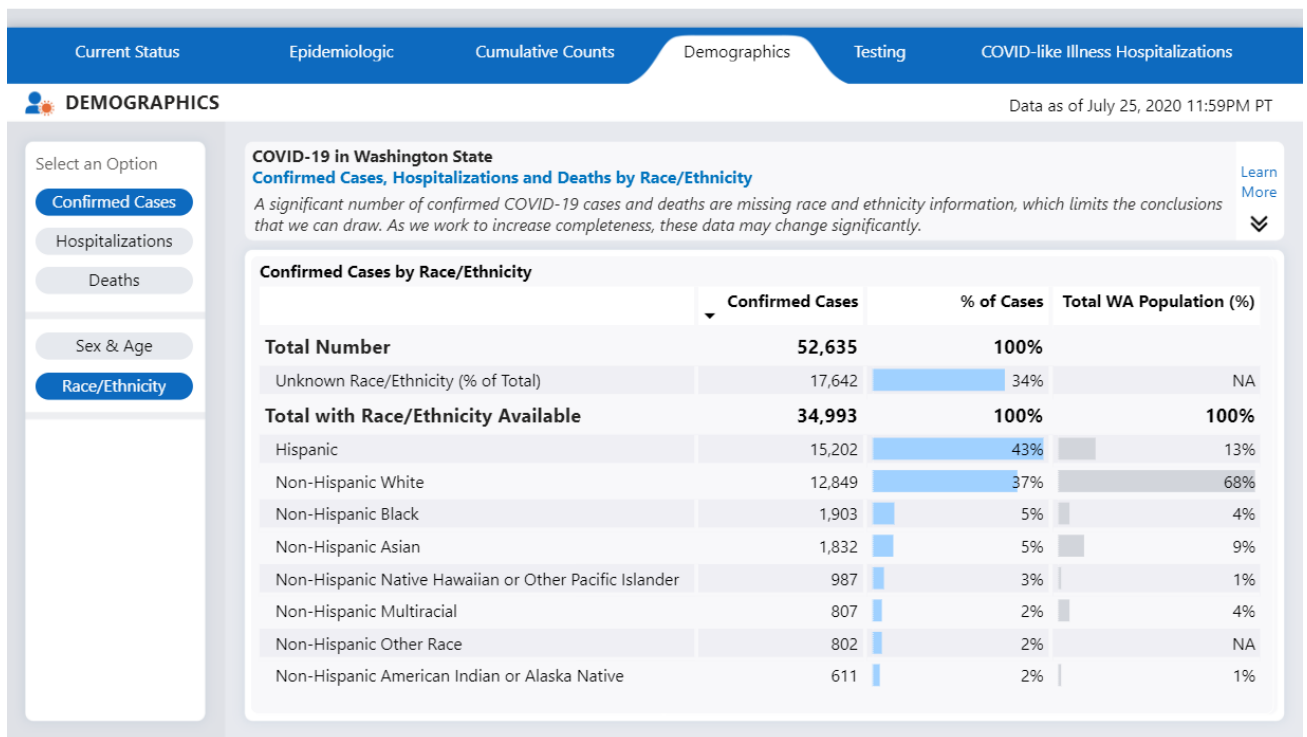 Current Status Epidemiologic Cumulative Counts Demographics Testing COVID-like Illness Hospitalizations
DEMOGRAPHICS Data as of July 25, 2020 11:59PM PT
Select an Option
Confirmed Cases
Hospitalizations
Deaths
Sex & Age
Race/Ethnicity
COVID-19 in Washington State
Confirmed Cases, Hospitalizations and Deaths by Race/Ethnicity
A significant number of confirmed COVID-19 cases and deaths are missing race and ethnicity information, which limits the conclusions
that we can draw. As we work to increase completeness, these data may change significantly.
Learn
More
Confirmed Cases by Race/Ethnicity
Confirmed Cases % of Cases Total WA Population (%)
Total Number 52,635 100%
Unknown Race/Ethnicity (% of Total) 17,642 34% NA
Total with Race/Ethnicity Available 34,993 100% 100%
Hispanic 15,202 43% 13%
Non-Hispanic White 12,849 37% 68%
Non-Hispanic Black 1,903 5% 4%
Non-Hispanic Asian 1,832 5% 9%
Non-Hispanic Native Hawaiian or Other Pacific Islander 987 3% 1%
Non-Hispanic Multiracial 807 2% 4%
Non-Hispanic Other Race 802 2% NA
Non-Hispanic American Indian or Alaska Native 611 2% 1%